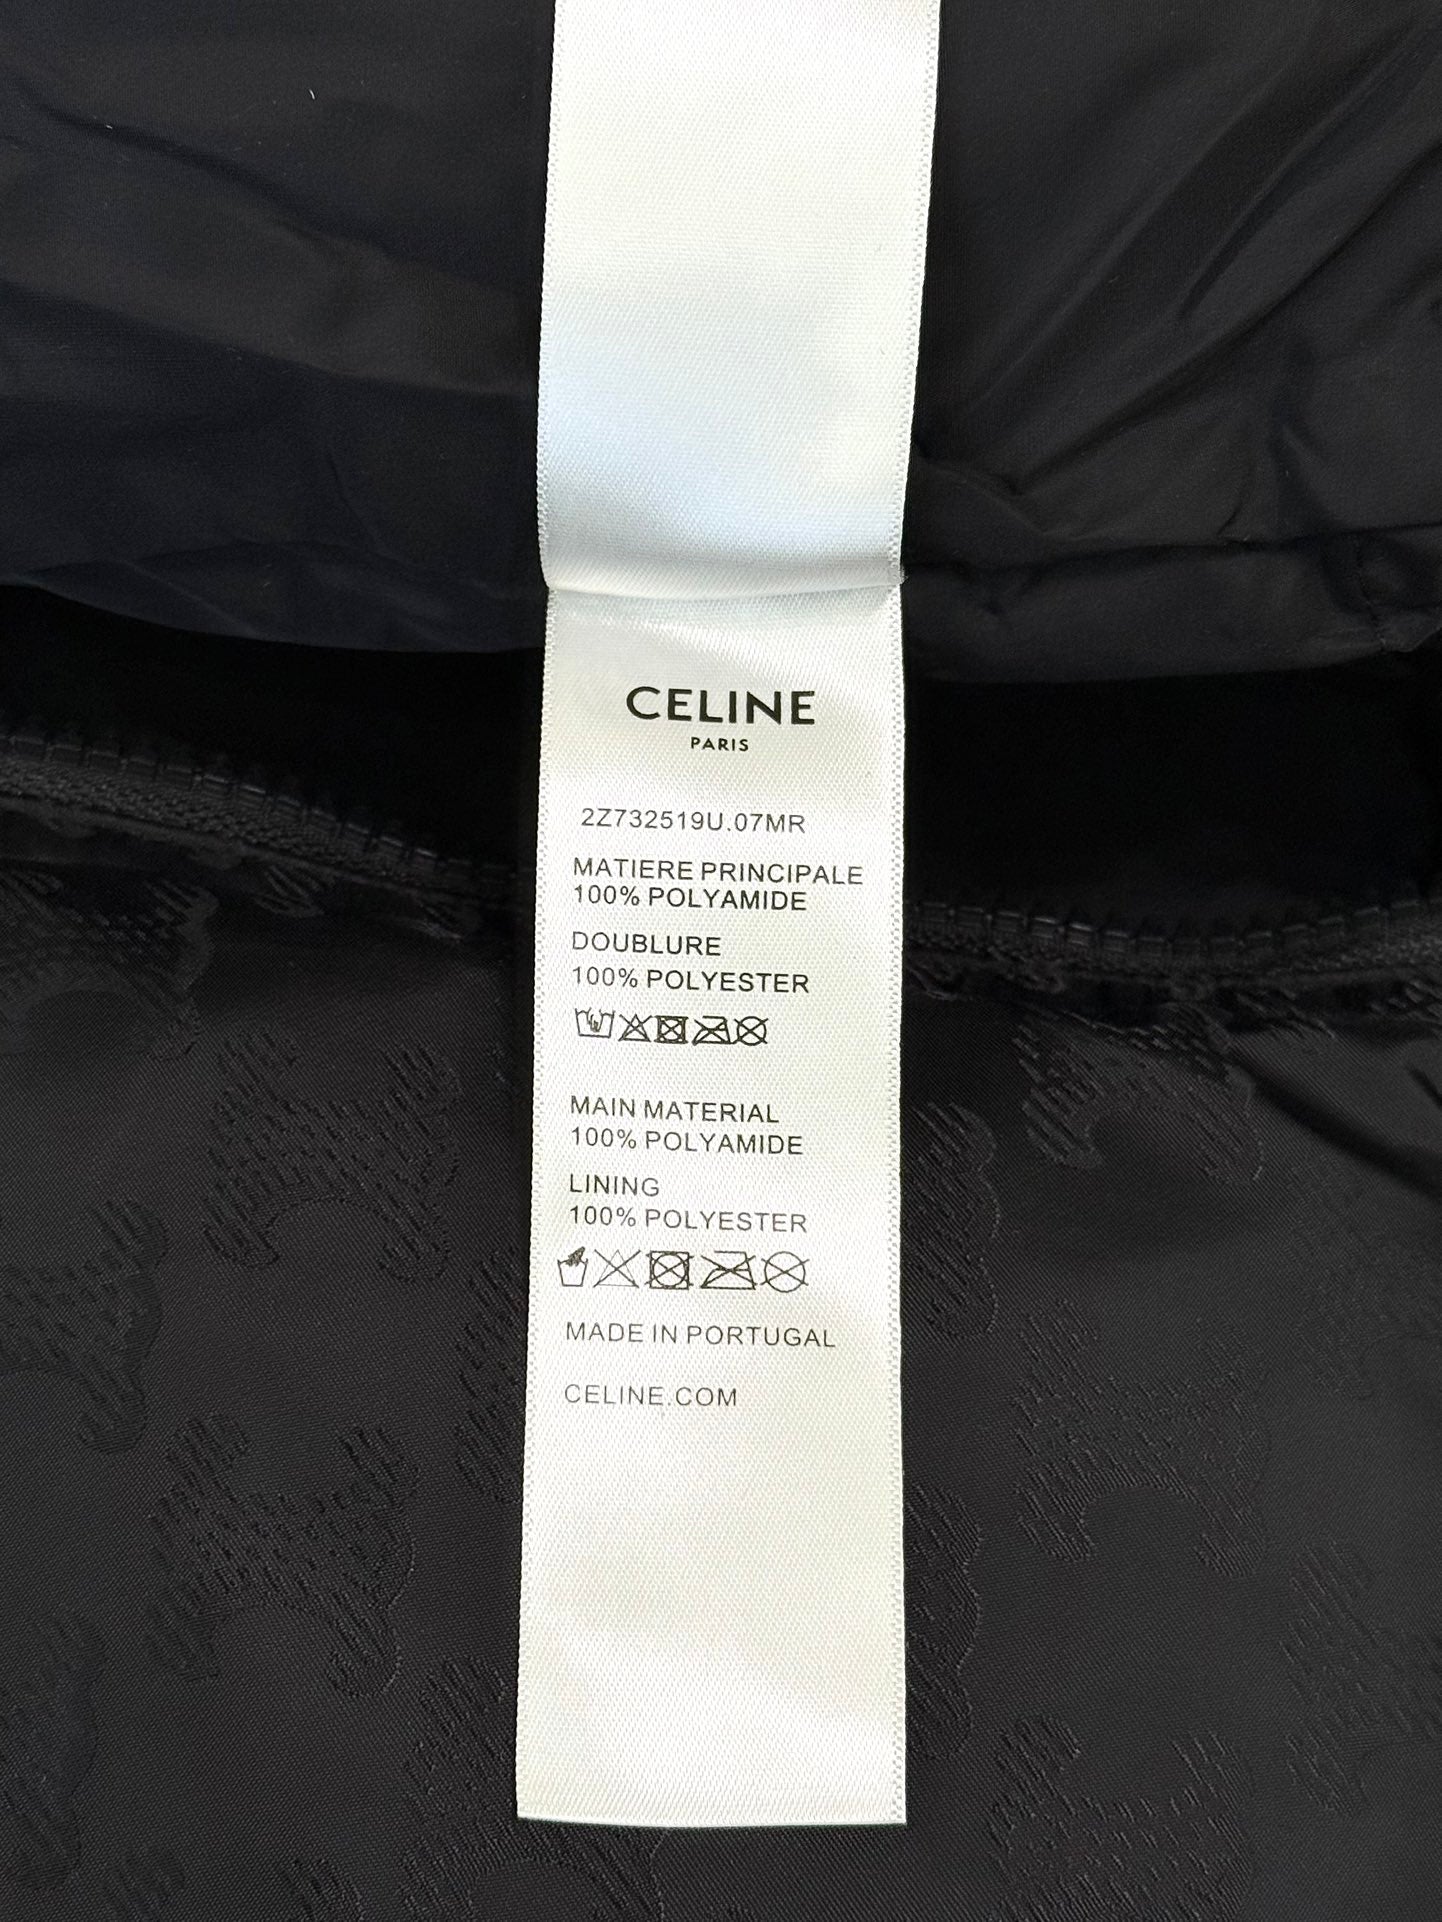 CELINE
PARIS
2Z732519U.07MR
MATIERE PRINCIPALE
100% POLYAMIDE
DOUBLURE
100% POLYESTER
MAIN MATERIAL
100% POLYAMIDE
LINING
100% POLYESTER
MADE IN PORTUGAL
CELINE.COM